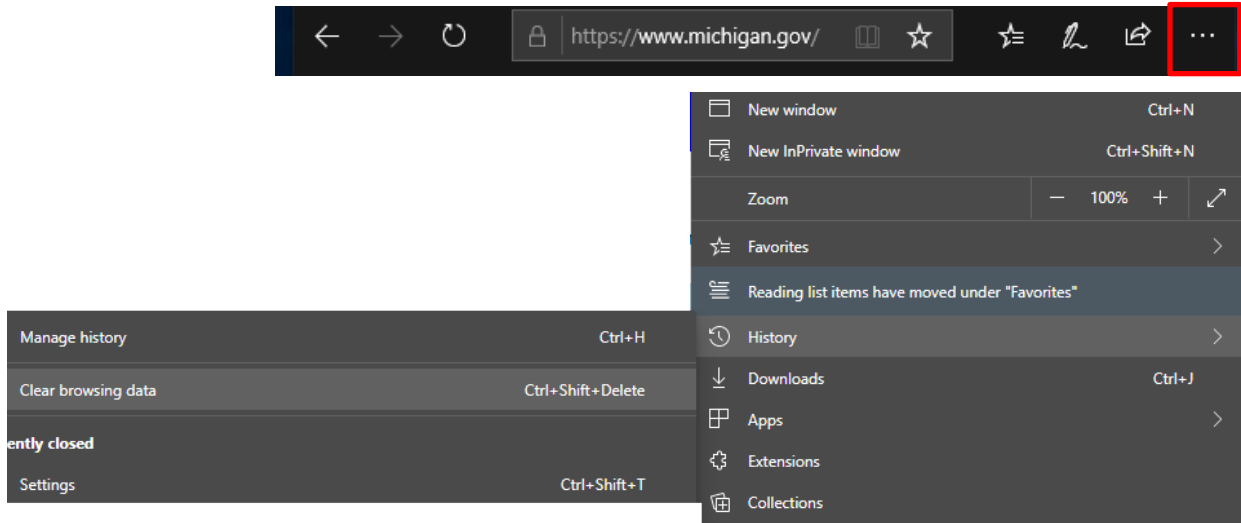 https://www.michigan.gov/
New window Ctrl+N
New InPrivate window Ctrl+Shift+N
Zoom 100%
Favorites
Reading list items have moved under "Favorites"
History
Downloads Ctrl+J
Apps
Extensions
Collections
Manage history Ctrl+H
Clear browsing data Ctrl+Shift+Delete
ently closed
Settings Ctrl+Shift+T